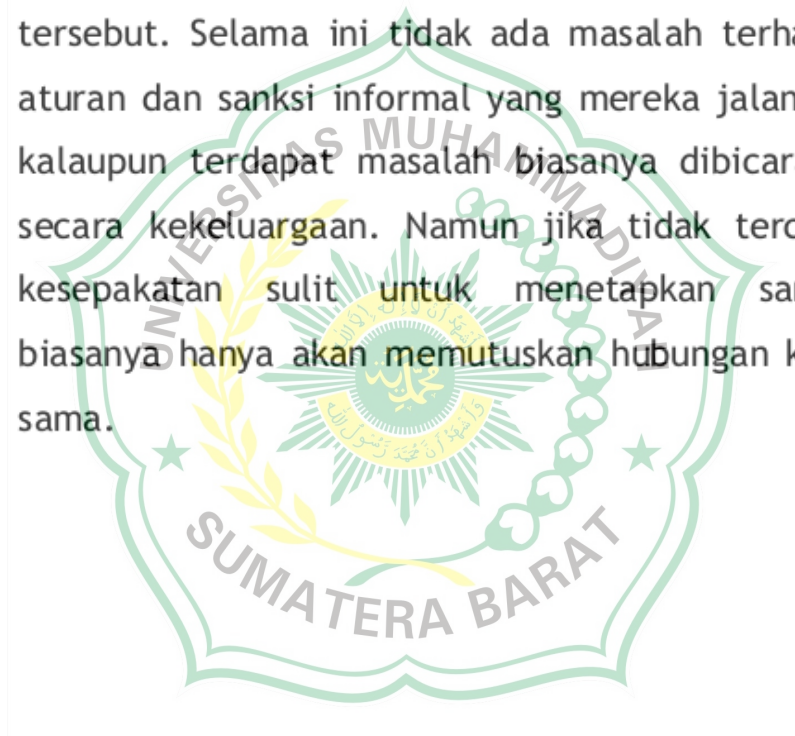 tersebut. Selama ini tidak ada masalah terha
aturan dan sanksi informal yang mereka jalan
kalaupun terdapat masalah biasanya dibicara
secara kekeluargaan. Namun jika tidak terc
kesepakatan sulit untuk menetapkan san
biasanya hanya akan memutuskan hubungan k
sama.
UNIVERSITAS MUHAMMADIYAH
SUMATERA BARAT